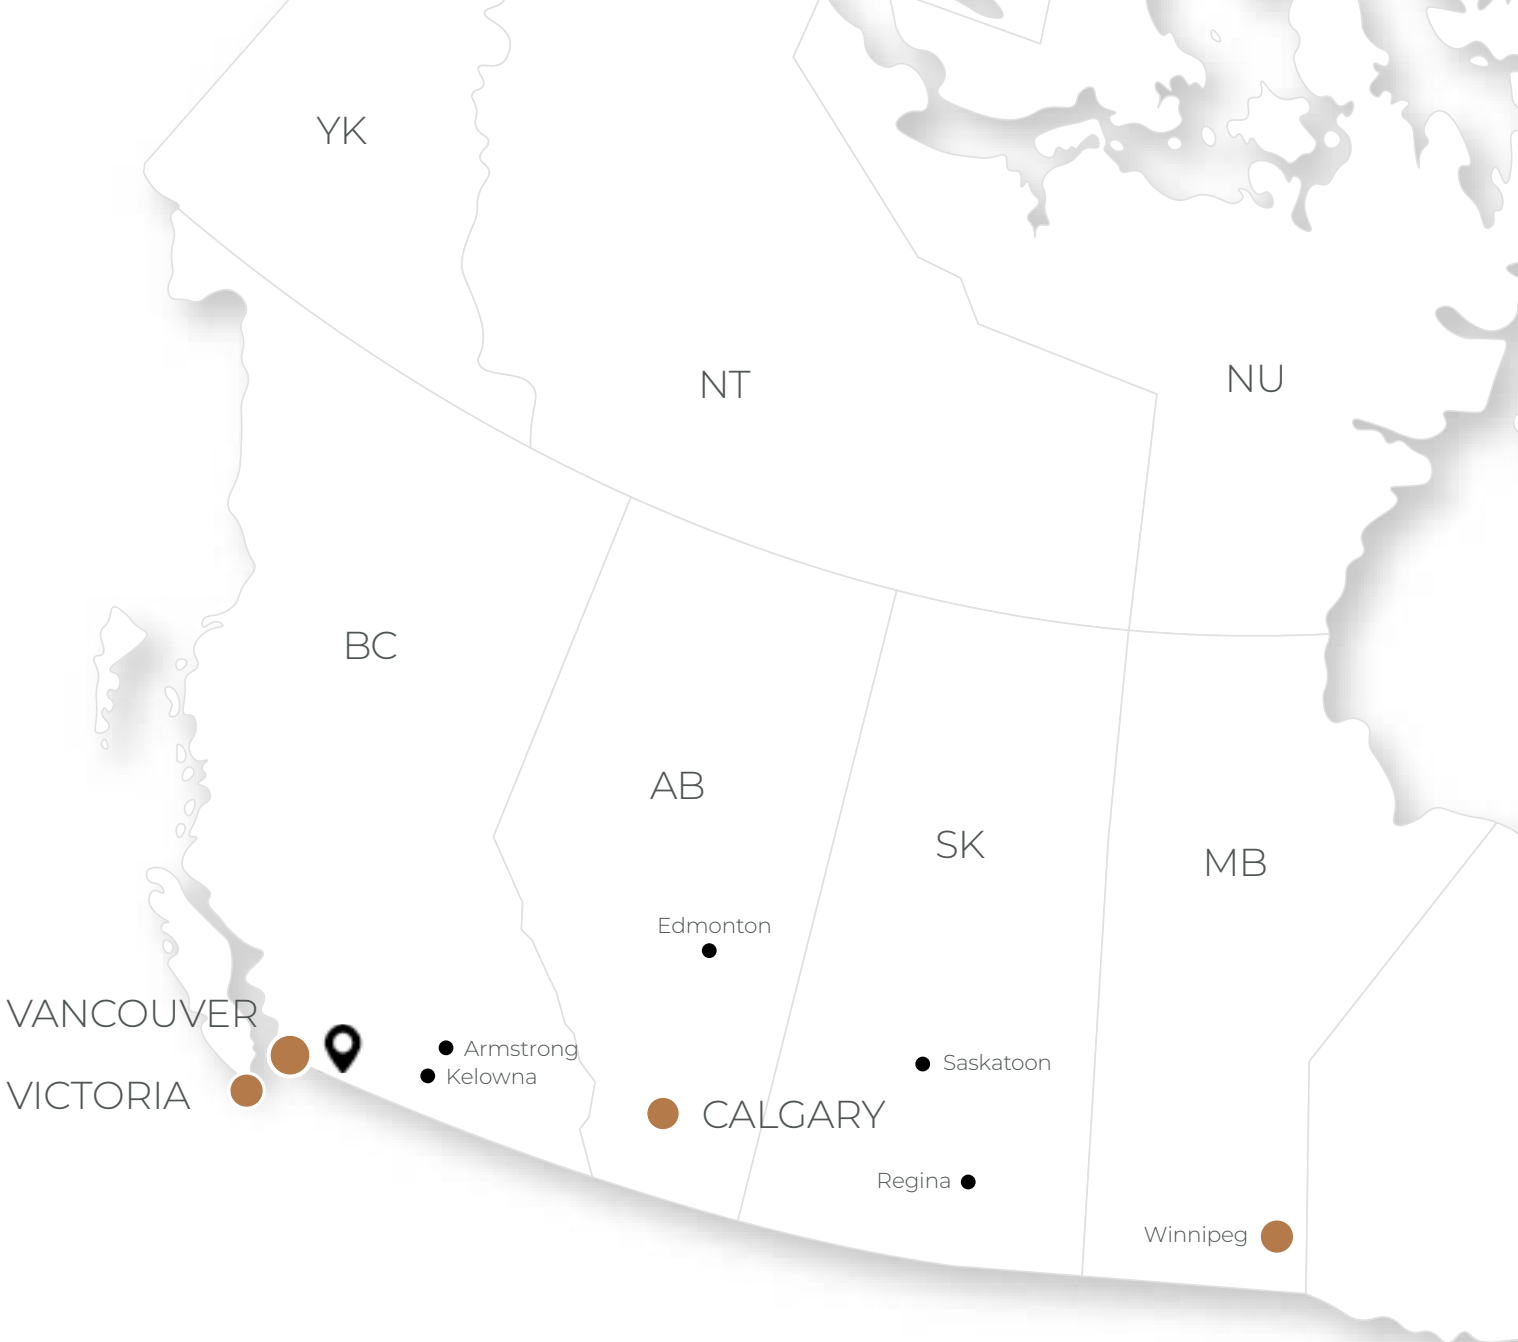 YK
NT
NU
BC
AB
SK
MB
Edmonton
VANCOUVER
Armstrong
Saskatoon
Kelowna
VICTORIA
CALGARY
Regina
Winnipeg